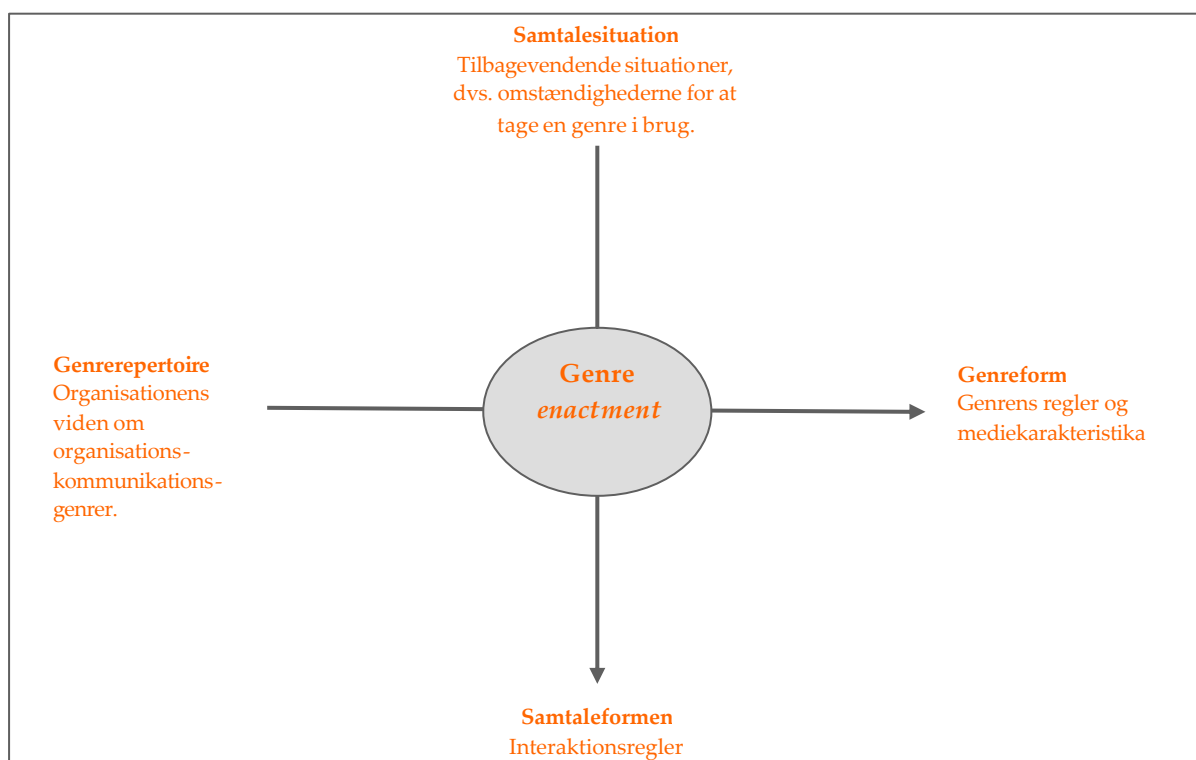 Samtalesituation
Tilbagevendende situationer,
dvs. omstændighederne for at
tage en genre i brug.
Genrerepertoire
Organisationens
viden om
organisations-
kommunikations-
genrer.
Genre
enactment
Genreform
Genrens regler og
mediekarakteristika
Samtaleformen
Interaktionsregler